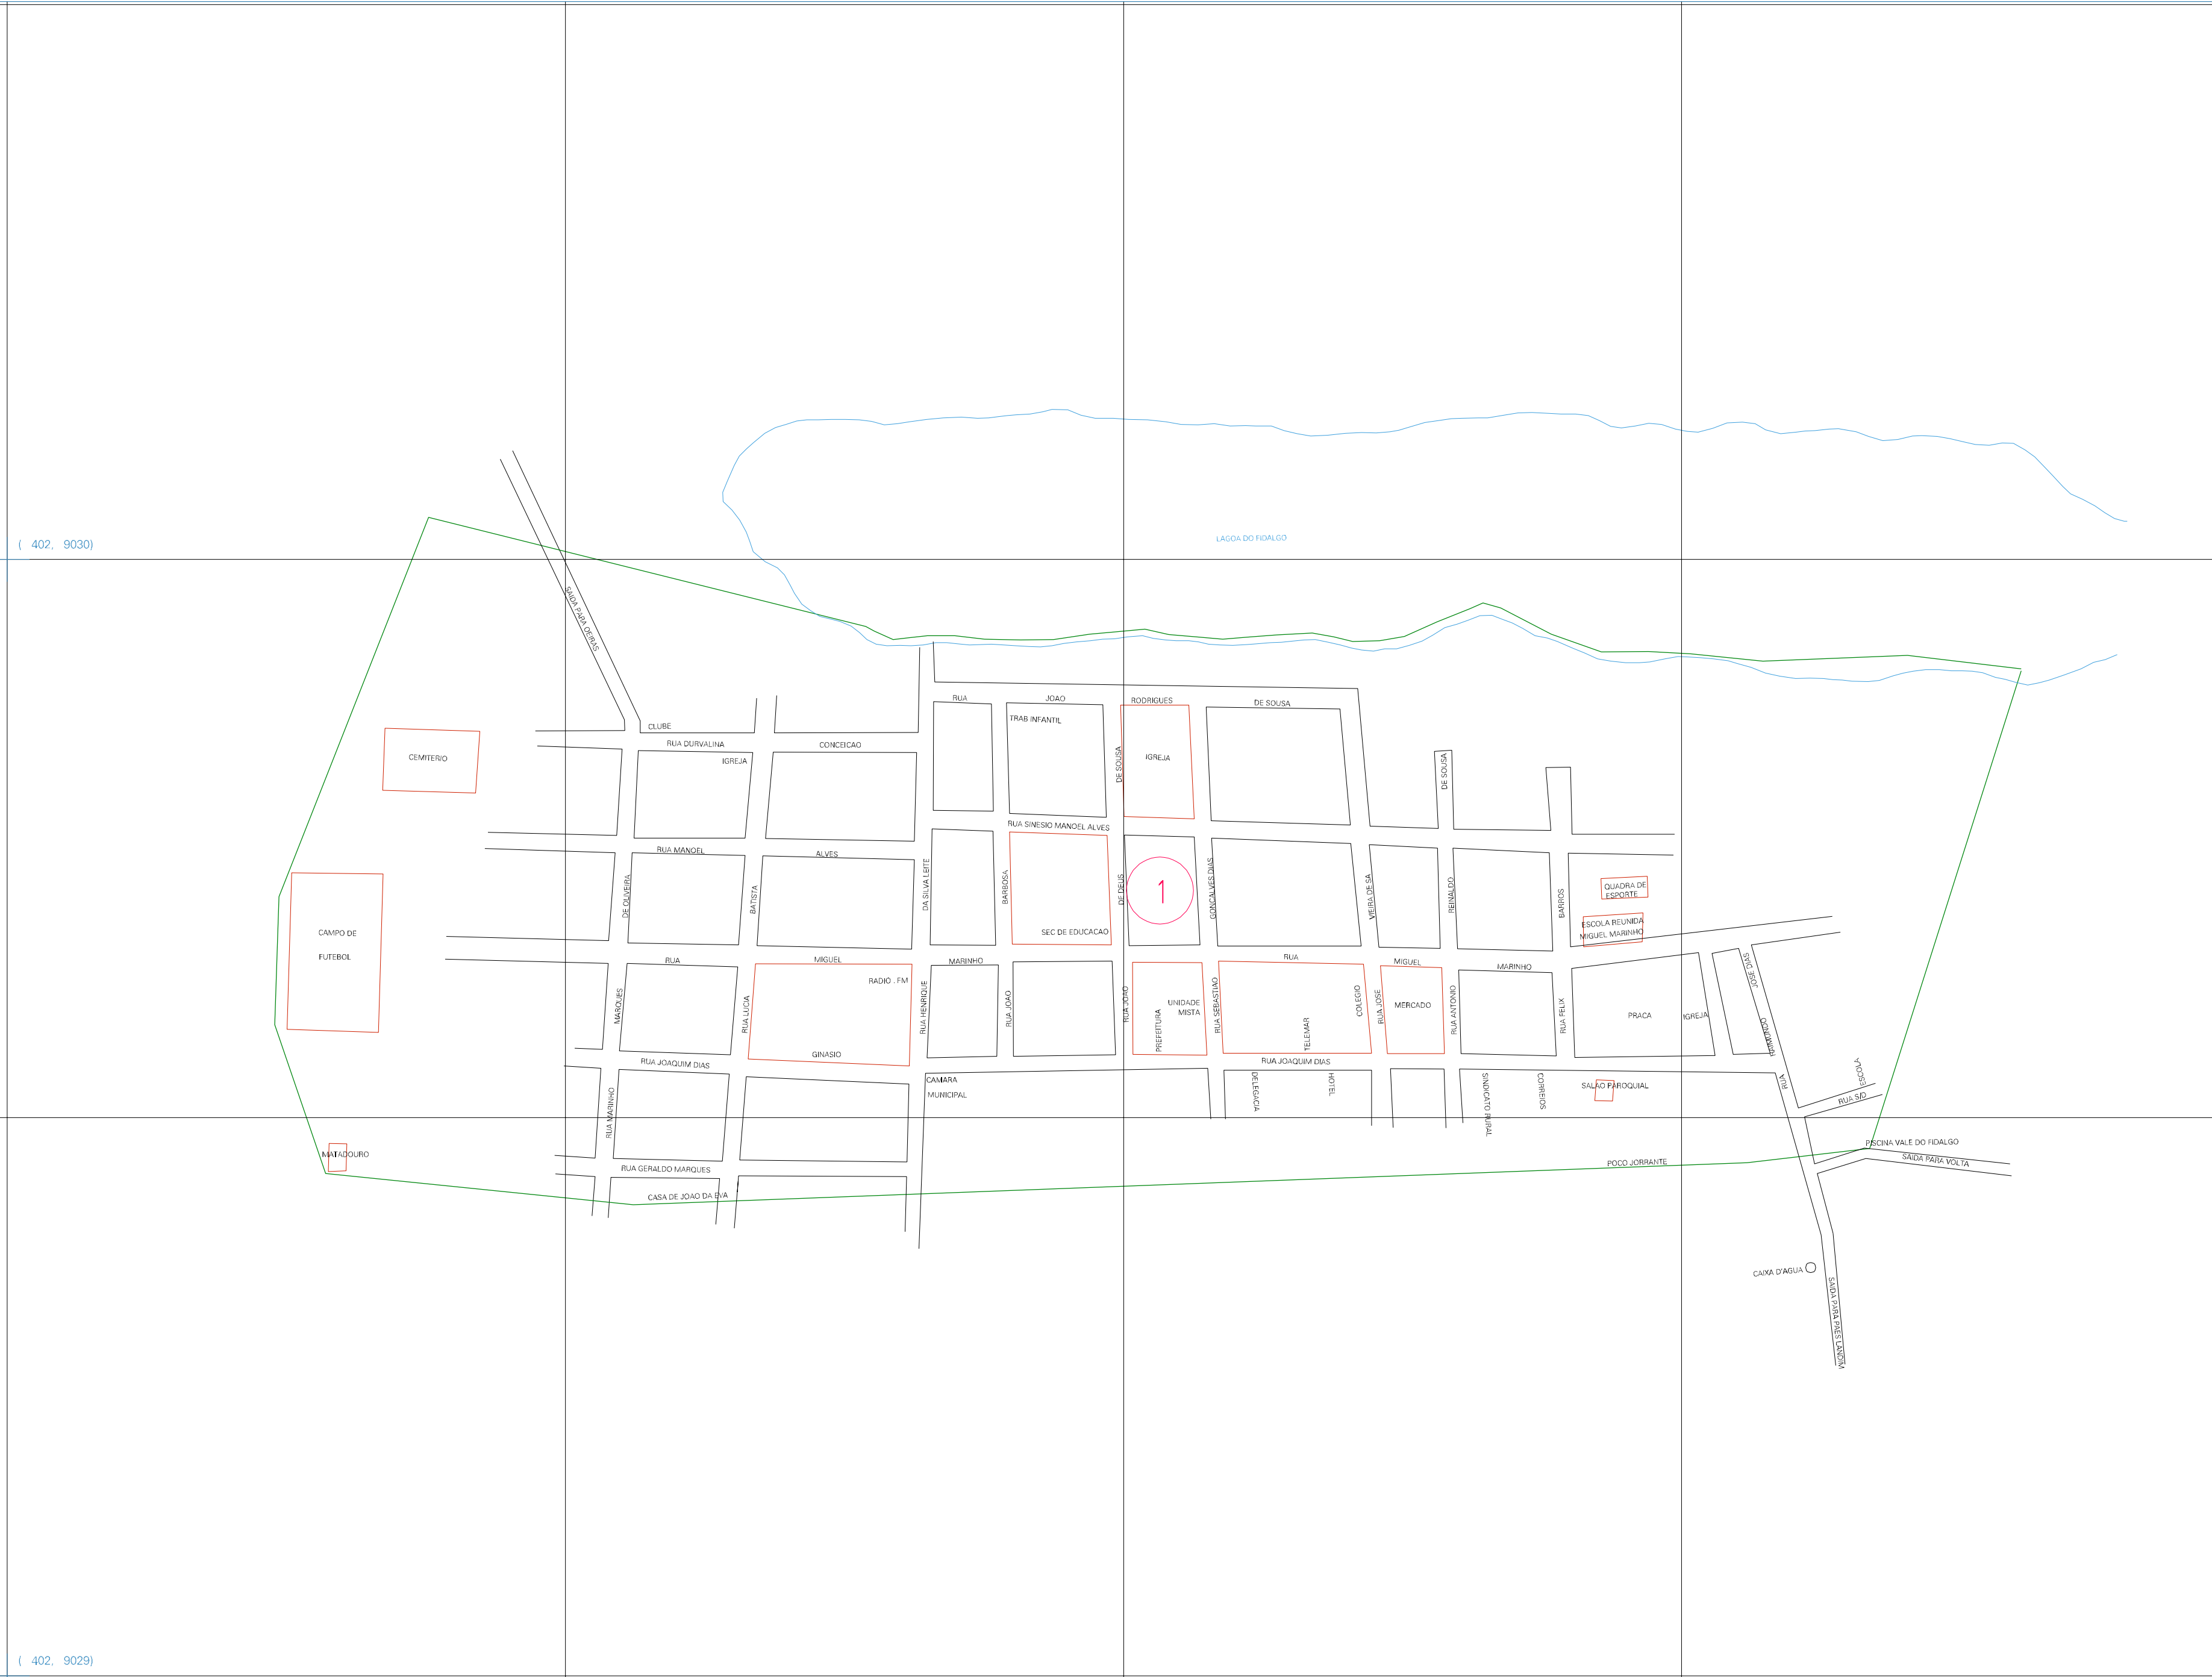 ( 402, 9030)
LAGOA DO FIDALGO
SAIDA PARA OEIRAS
RUA JOAO RODRIGUES DE SOUSA
TRAB INFANTIL
CLUBE
RUA DURVALINA CONCEICAO
IGREJA
IGREJA
CEMITERIO
DE SOUSA
DE SOUSA
RUA SINESIO MANOEL ALVES
RUA MANOEL ALVES
DE OLIVEIRA
BATISTA
DA SILVA LEITE
BARBOSA
DE DEUS
1
GONCALVES DIAS
VIEIRA DE SA
REINALDO
BARROS
QUADRA DE
ESPORTE
ESCOLA REUNIDA
MIGUEL MARINHO
CAMPO DE
FUTEBOL
SEC DE EDUCACAO
RUA MIGUEL MARINHO
RUA MIGUEL MARINHO
RADIO . FM
MARQUES
RUA LUCIA
RUA HENRIQUE
RUA JOAO
RUA JOAO
PREFEITURA
UNIDADE
MISTA
RUA SEBASTIAO
TELEMAR
COLEGIO
RUA JOSE
MERCADO
RUA ANTONIO
RUA FELIX
PRACA
IGREJA
JOSE DIAS
RAIMUNDO
RUA
ESCOLA
RUA S/D
GINASIO
RUA JOAQUIM DIAS
RUA JOAQUIM DIAS
CAMARA
MUNICIPAL
DELEGACIA
HOTEL
SINDICATO RURAL
CORREIOS
SALAO PAROQUIAL
RUA MARINHO
MATADOURO
RUA GERALDO MARQUES
CASA DE JOAO DA EVA
POCO JORRANTE
PISCINA VALE DO FIDALGO
SAIDA PARA VOLTA
CAIXA D'AGUA
SAIDA PARA PAES LANDIM
( 402, 9029)